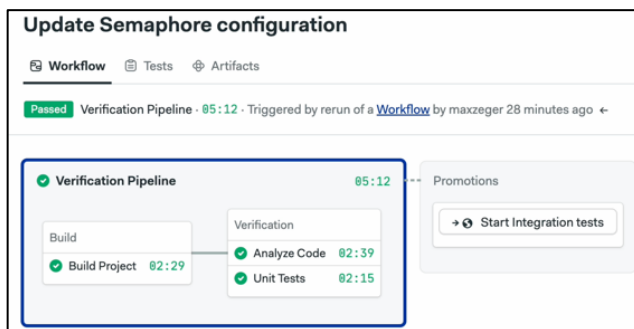 Update Semaphore configuration
Workflow Tests Artifacts
Passed Verification Pipeline · 05:12 · Triggered by rerun of a Workflow by maxzeger 28 minutes ago ←
Verification Pipeline 05:12
Build
Build Project 02:29
Verification
Analyze Code 02:39
Unit Tests 02:15
Promotions
→ Start Integration tests